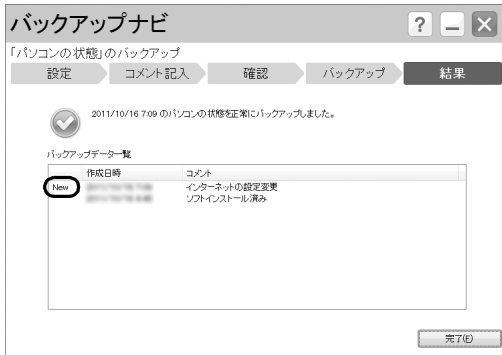 バックアップナビ
?
「パソコンの状態」のバックアップ
設定 コメント記入 確認 バックアップ 結果
2011/10/16 7:09 のパソコンの状態を正常にバックアップしました。
バックアップデータ一覧
作成日時 コメント
New インターネットの設定変更
ソフトインストール済み
完了(E)